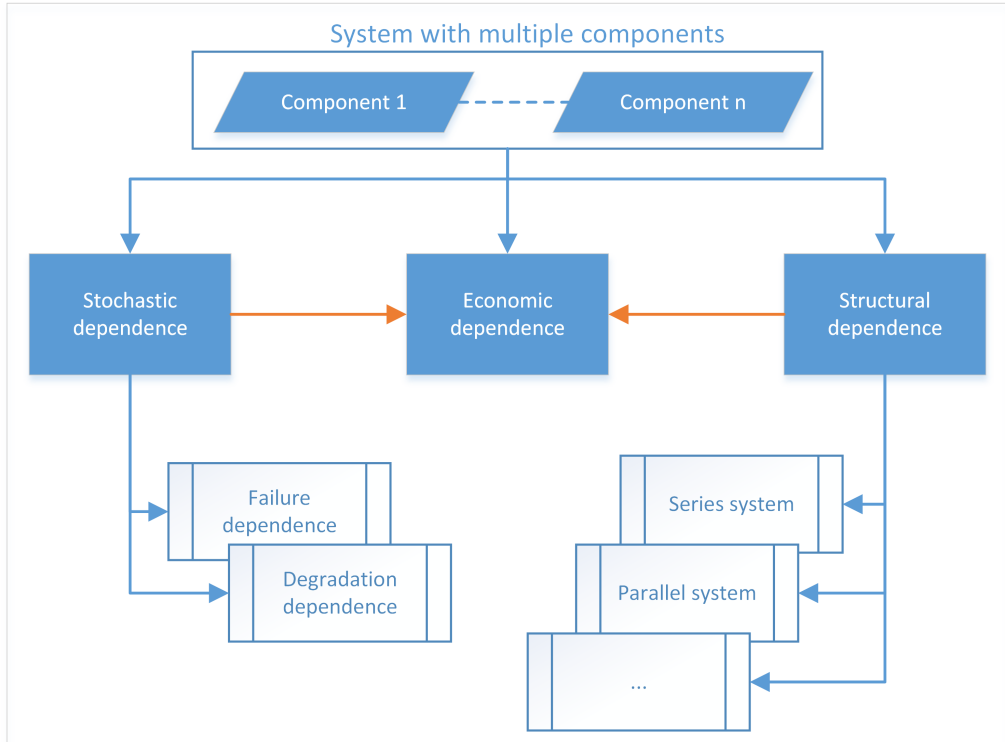 System with multiple components
Component 1
Component n
Stochastic
dependence
Economic
dependence
Structural
dependence
Failure
dependence
Degradation
dependence
Series system
Parallel system
...